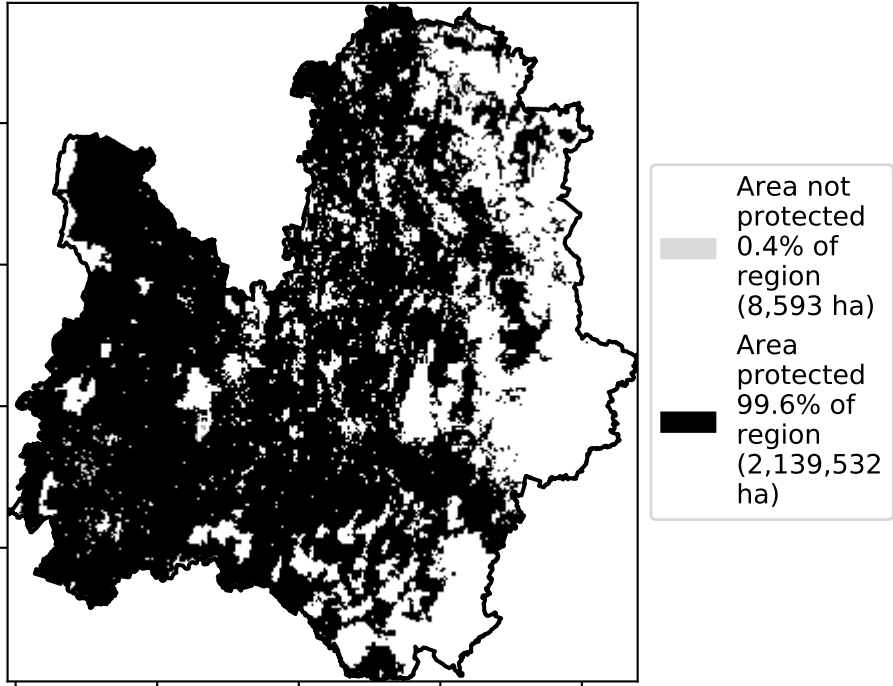 Area not
protected
0.4% of
region
(8,593 ha)
Area
protected
99.6% of
region
(2,139,532
ha)